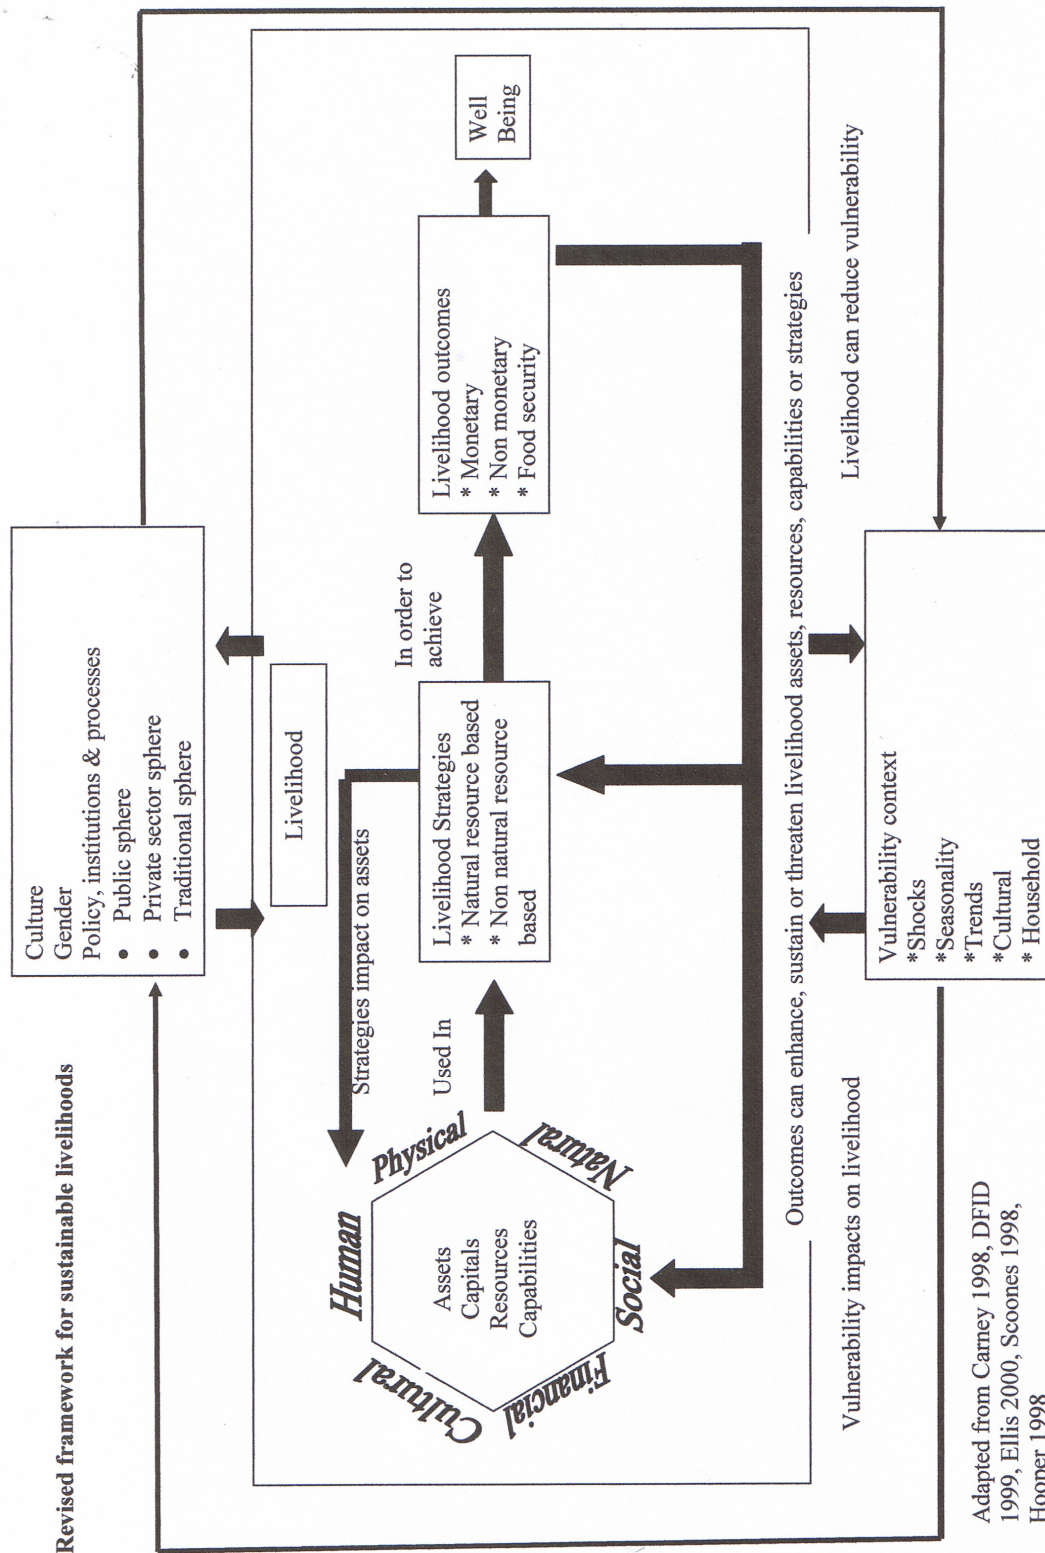 Revised framework for sustainable livelihoods
Culture
Gender
Policy, institutions & processes
• Public sphere
• Private sector sphere
• Traditional sphere
Livelihood
Strategies impact on assets
Human
Physical
Natural
Social
Financial
Cultural
Assets
Capitals
Resources
Capabilities
Used In
Livelihood Strategies
* Natural resource based
* Non natural resource
based
In order to
achieve
Livelihood outcomes
* Monetary
* Non monetary
* Food security
Well
Being
Outcomes can enhance, sustain or threaten livelihood assets, resources, capabilities or strategies
Vulnerability impacts on livelihood
Livelihood can reduce vulnerability
Vulnerability context
*Shocks
*Seasonality
*Trends
*Cultural
* Household
Adapted from Carney 1998, DFID
1999, Ellis 2000, Scoones 1998,
Hooper 1998